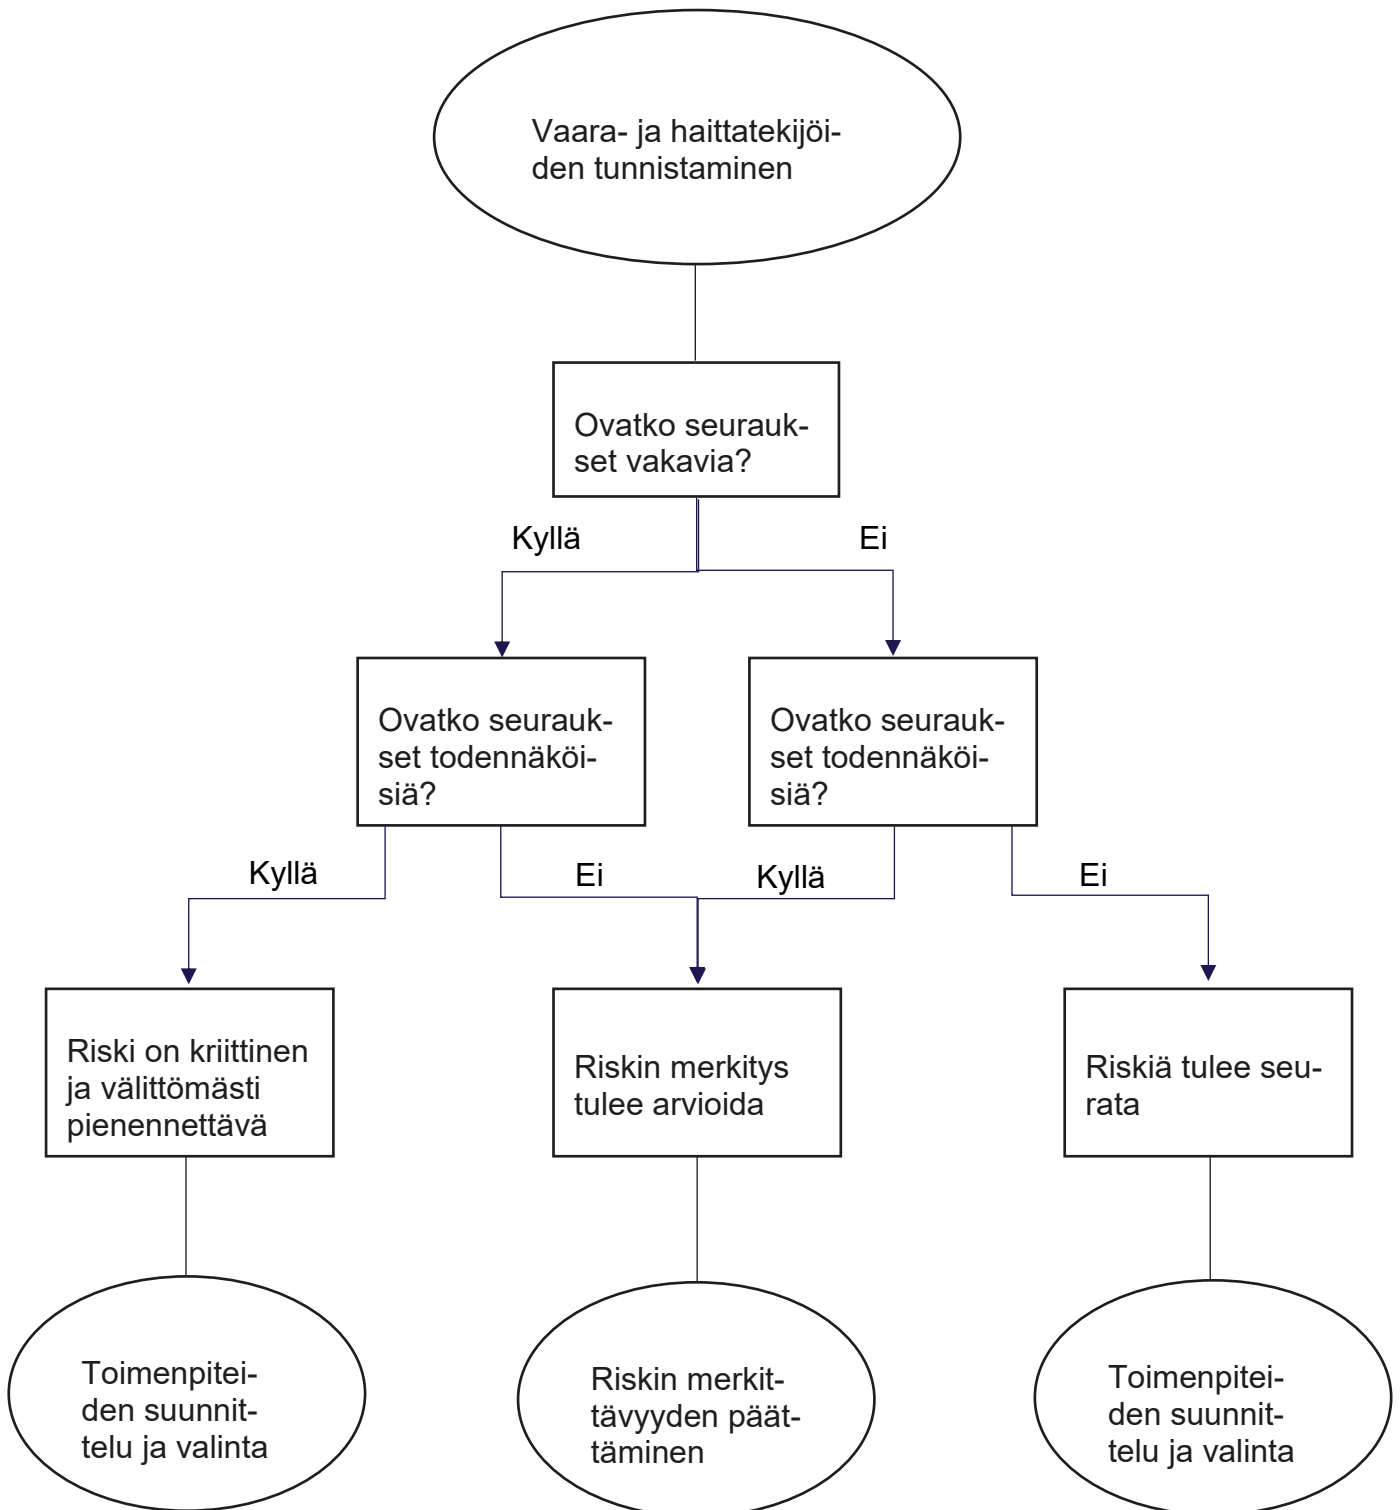 Vaara- ja haittatekijöi-
den tunnistaminen
Ovatko seurauk-
set vakavia?
Kyllä
Ei
Ovatko seurauk-
set todennäköi-
siä?
Ovatko seurauk-
set todennäköi-
siä?
Kyllä
Ei
Kyllä
Ei
Riski on kriittinen
ja välittömästi
pienennettävä
Riskin merkitys
tulee arvioida
Riskiä tulee seu-
rata
Toimenpitei-
den suunnit-
telu ja valinta
Riskin merkit-
tävyyden päät-
täminen
Toimenpitei-
den suunnit-
telu ja valinta